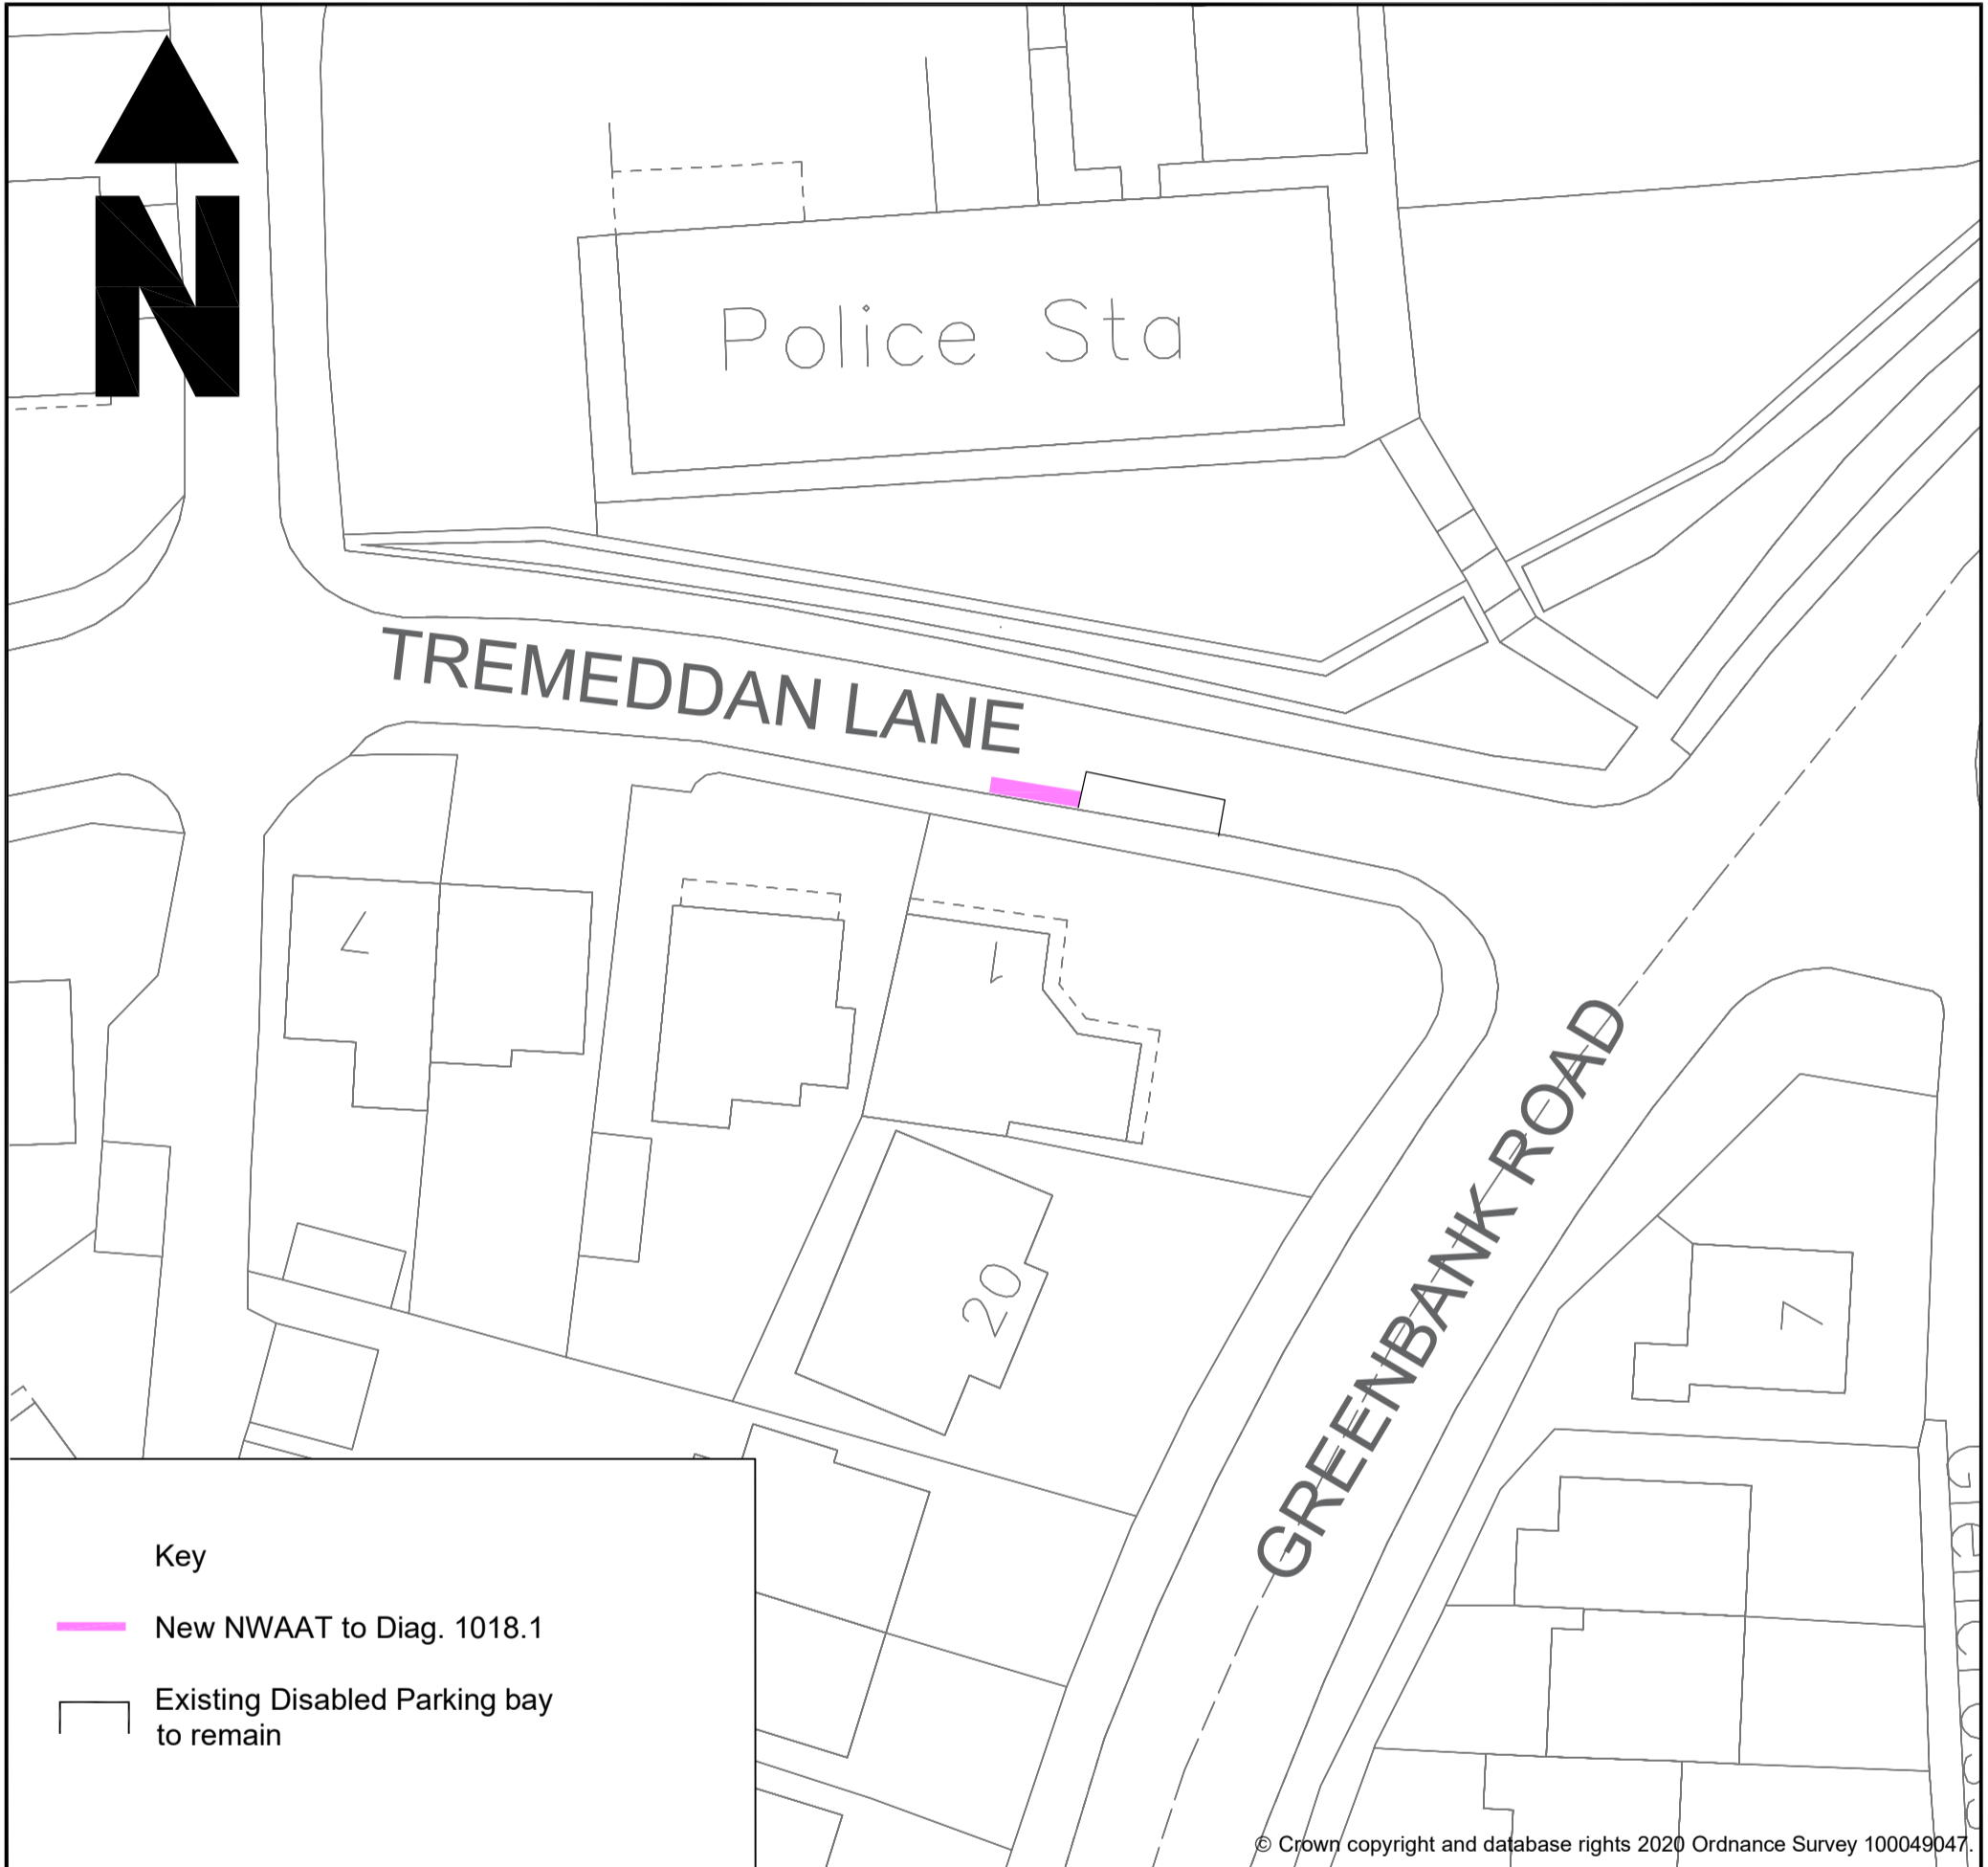 N
Police Sta
TREMEDDAN LANE
1
20
GREENBANK ROAD
Key
New NWAAT to Diag. 1018.1
Existing Disabled Parking bay
to remain
© Crown copyright and database rights 2020 Ordnance Survey 100049047.